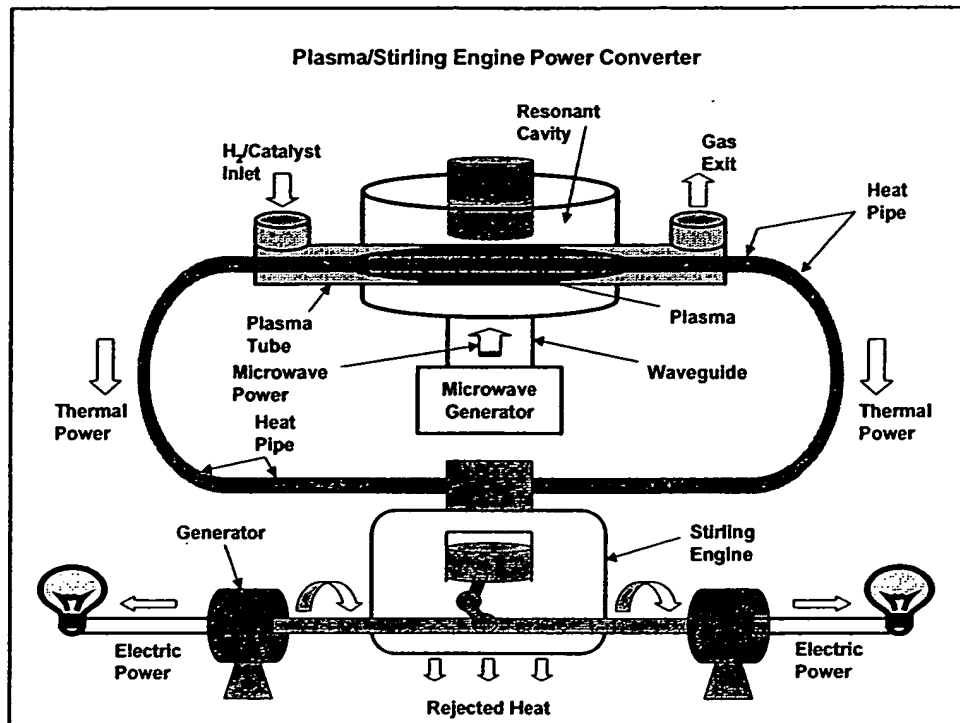 Plasma/Stirling Engine Power Converter
Resonant
Cavity
H₂/Catalyst
Inlet
Gas
Exit
Heat
Pipe
Plasma
Tube
Plasma
Microwave
Power
Waveguide
Microwave
Generator
Thermal
Power
Thermal
Power
Heat
Pipe
Generator
Stirling
Engine
Electric
Power
Electric
Power
Rejected Heat